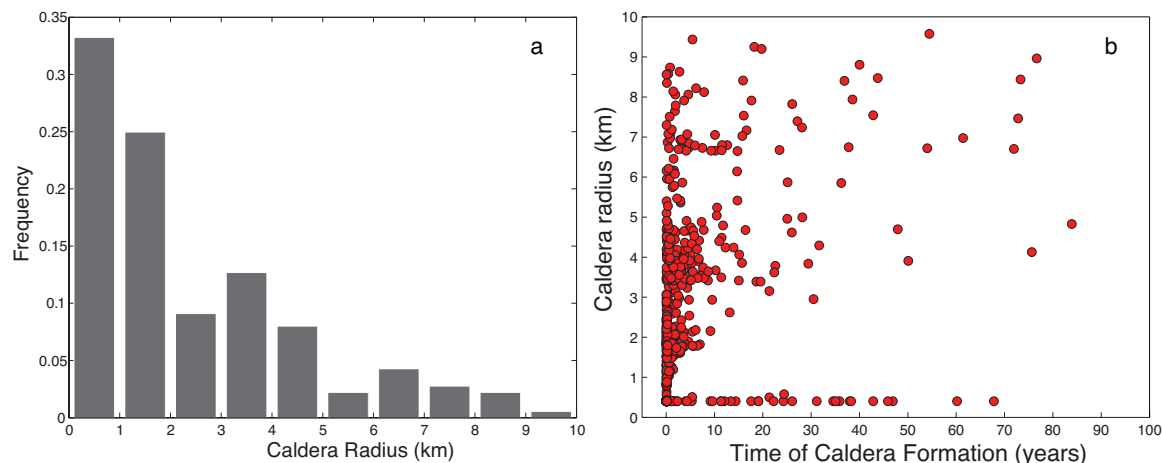 a
0.35
0.3
0.25
0.2
0.15
0.1
0.05
0
Frequency
0 1 2 3 4 5 6 7 8 9 10
Caldera Radius (km)
b
10
9
8
7
6
5
4
3
2
1
0
Caldera radius (km)
0 10 20 30 40 50 60 70 80 90 100
Time of Caldera Formation (years)